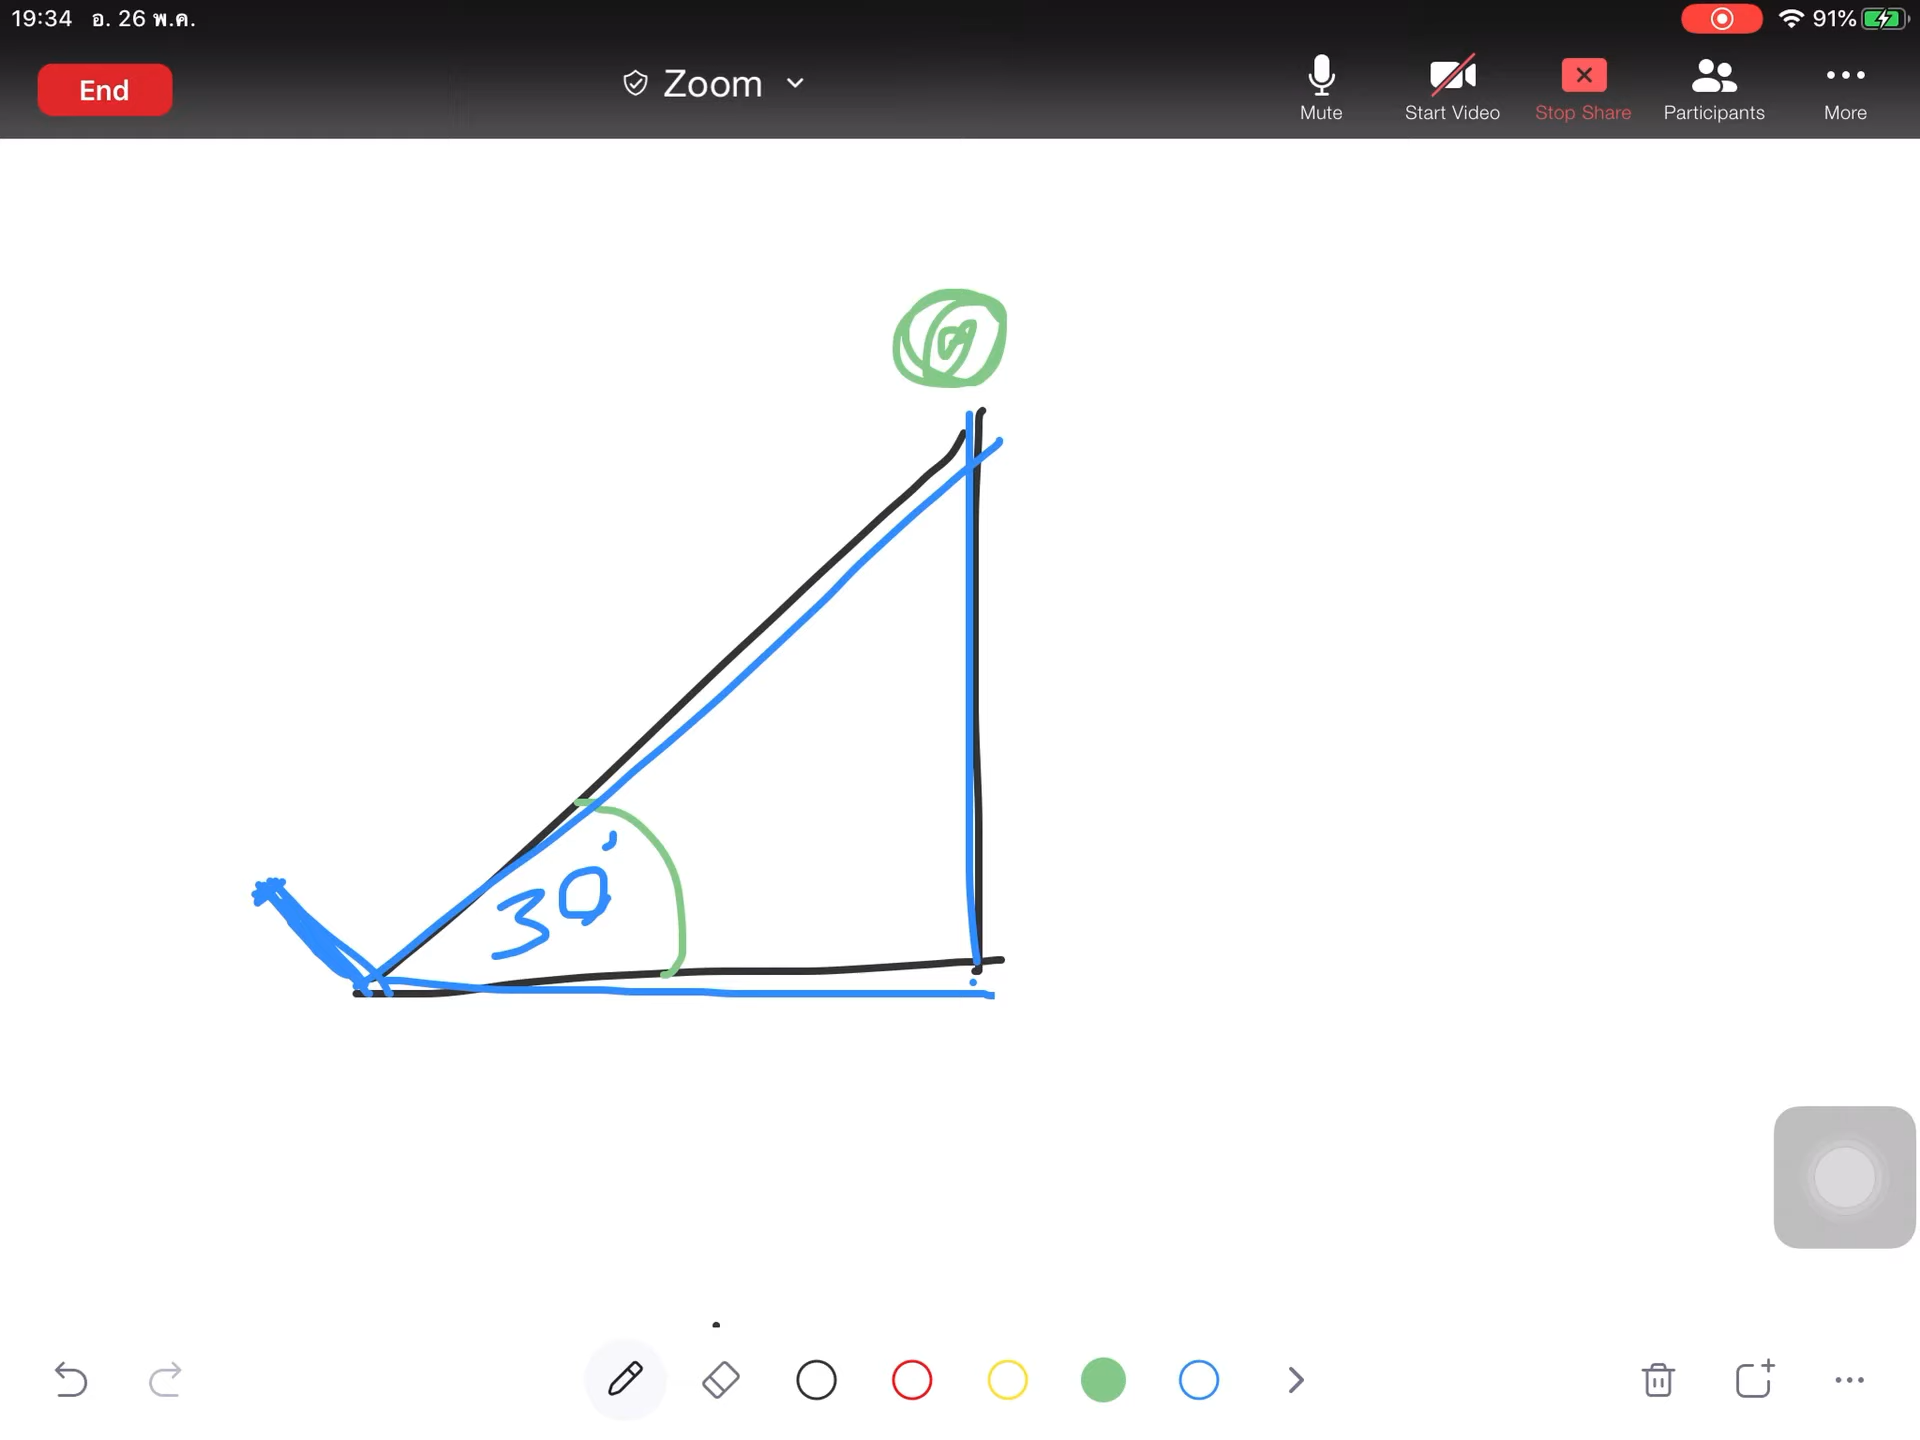 19:34 อ. 26 พ.ค. 91%
End Zoom Mute Start Video Stop Share Participants More
30°